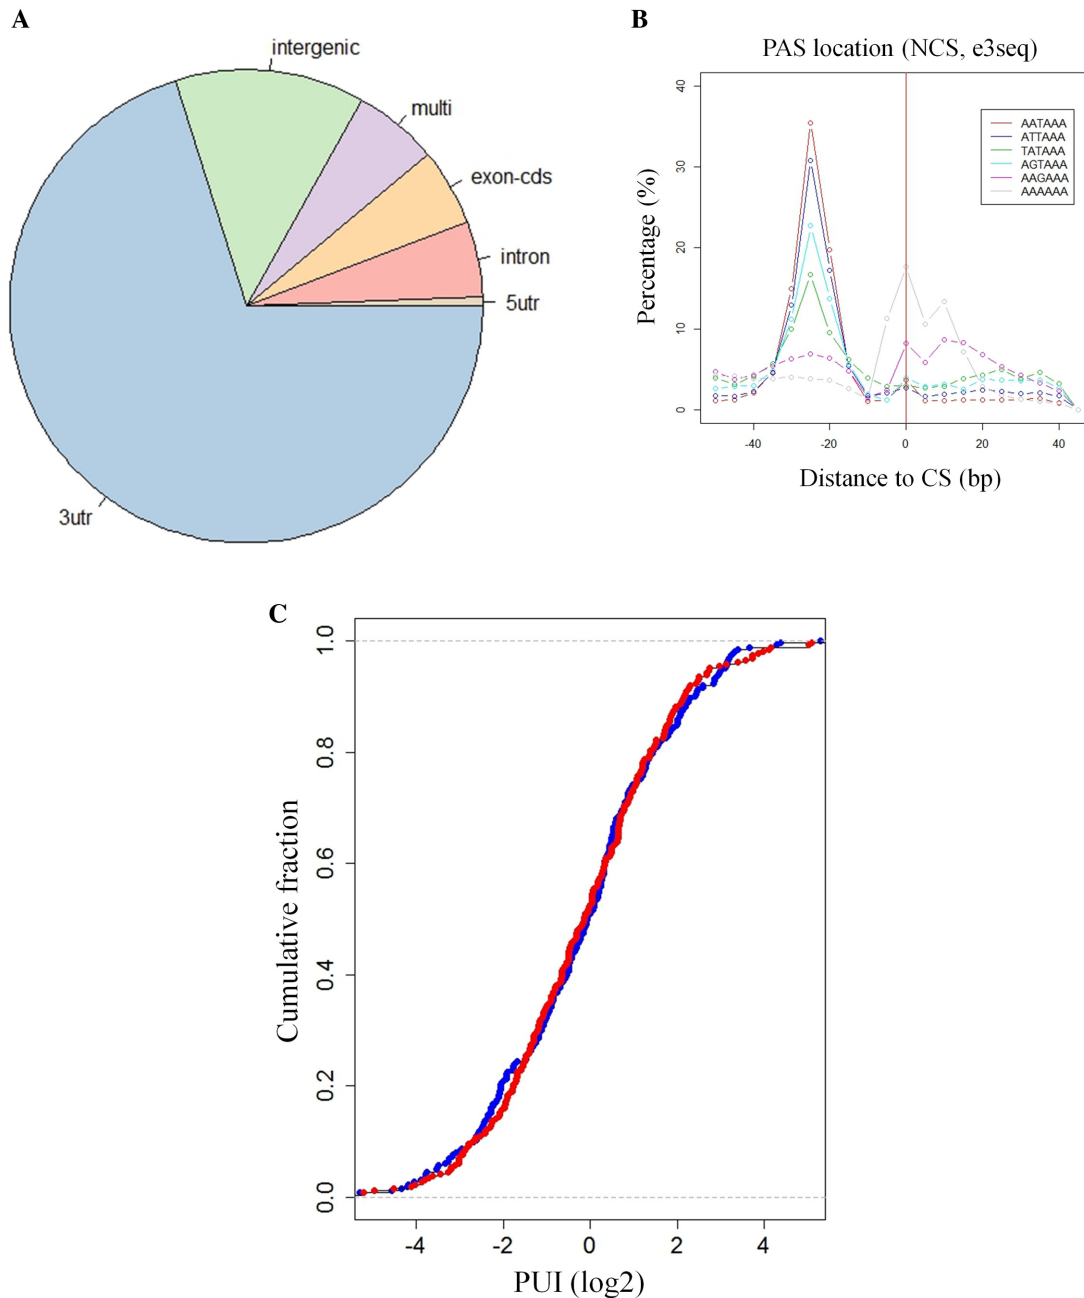 A
intergenic
multi
exon-cds
intron
5utr
3utr
B
PAS location (NCS, e3seq)
Percentage (%)
40
30
20
10
0
AATAAA
ATTAAA
TATAAA
AGTAAA
AAGAAA
AAAAAA
-40 -20 0 20 40
Distance to CS (bp)
C
Cumulative fraction
1.0
0.8
0.6
0.4
0.2
0.0
-4 -2 0 2 4
PUI (log2)